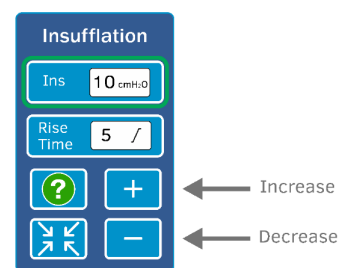 Insufflation
Ins 10 cmH₂O
Rise
Time 5
? + Increase
− Decrease